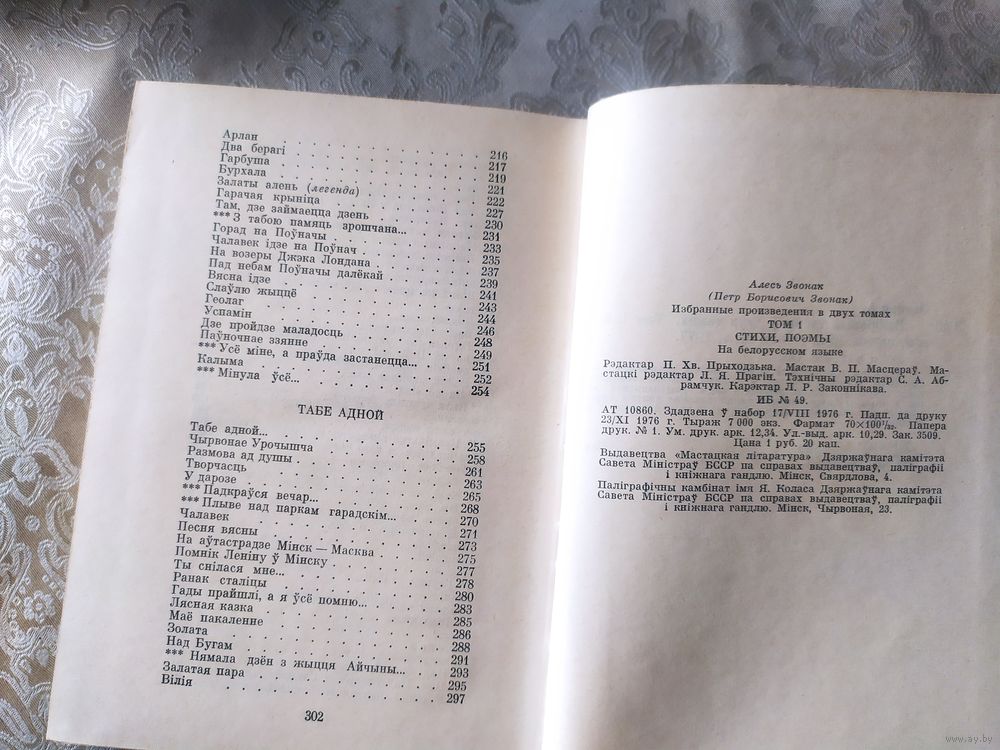 Арлан . . . . . . . . . . 216
Два берагі . . . . . . . . . . 217
Гарбуша . . . . . . . . . . 219
Бурхала . . . . . . . . . . 221
Залаты алень (легенда) . . . . . . . 222
Гарачая крыніца . . . . . . . . 227
Там, дзе займаецца дзень . . . . . . 230
*** З табою памяць зрошчана... . . . . . 231
Горад на Поўначы . . . . . . . . 233
Чалавек ідзе на Поўнач . . . . . . . 235
На возеры Джэка Лондана . . . . . . 237
Пад небам Поўначы далёкай . . . . . . 239
Вясна ідзе . . . . . . . . . . 241
Слаўлю жыццё . . . . . . . . . 243
Геолаг . . . . . . . . . . 244
Успамін . . . . . . . . . . 246
Дзе пройдзе маладосць . . . . . . . 248
Паўночнае ззянне . . . . . . . . 249
*** Усё міне, а праўда застанецца... . . . . 251
Калыма . . . . . . . . . . 252
*** Мінула ўсё... . . . . . . . . 254
ТАБЕ АДНОЙ
Табе адной... . . . . . . . . . 255
Чырвонае Урочышча . . . . . . . . 258
Размова ад душы . . . . . . . . 261
Творчасць . . . . . . . . . . 263
У дарозе . . . . . . . . . . 265
*** Падкраўся вечар... . . . . . . . 268
*** Плыве над паркам гарадскім... . . . . 270
Чалавек . . . . . . . . . . 271
Песня вясны . . . . . . . . . 273
На аўтастрадзе Мінск — Масква . . . . . 275
Помнік Леніну ў Мінску . . . . . . . 277
Ты снілася мне... . . . . . . . . 278
Ранак сталіцы . . . . . . . . . 280
Гады прайшлі, а я ўсё помню... . . . . . 283
Лясная казка . . . . . . . . . 285
Маё пакаленне . . . . . . . . . 286
Золата . . . . . . . . . . 288
Над Бугам . . . . . . . . . . 291
*** Нямала дзён з жыцця Айчыны... . . . . 293
Залатая пара . . . . . . . . . 295
Вілія . . . . . . . . . . 297
302
Алесь Звонак
(Петр Борисович Звонак)
Избранные произведения в двух томах
ТОМ 1
СТИХИ, ПОЭМЫ
На белорусском языке
Рэдактар П. Хв. Прыходзька. Мастак В. П. Масцераў. Ма-
стацкі рэдактар Л. Я. Прагін. Тэхнічны рэдактар С. А. Аб-
рамчук. Карэктар Л. Р. Законнікава.
ИБ № 49.
АТ 10860. Здадзена ў набор 17/VIII 1976 г. Падп. да друку
23/XI 1976 г. Тыраж 7 000 экз. Фармат 70×100¹/₃₂. Папера
друк. № 1. Ум. друк. арк. 12,34. Ул.-выд. арк. 10,29. Зак. 3509.
Цана 1 руб. 20 кап.
Выдавецтва «Мастацкая літаратура» Дзяржаўнага камітэта
Савета Міністраў БССР па справах выдавецтваў, паліграфіі
і кніжнага гандлю. Мінск, Свярдлова, 4.
Паліграфічны камбінат імя Я. Коласа Дзяржаўнага камітэта
Савета Міністраў БССР па справах выдавецтваў, паліграфіі
і кніжнага гандлю. Мінск, Чырвоная, 23.
www.ay.by